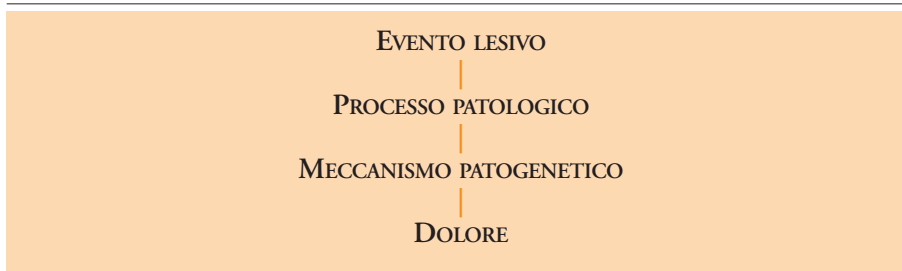 EVENTO LESIVO
PROCESSO PATOLOGICO
MECCANISMO PATOGENETICO
DOLORE